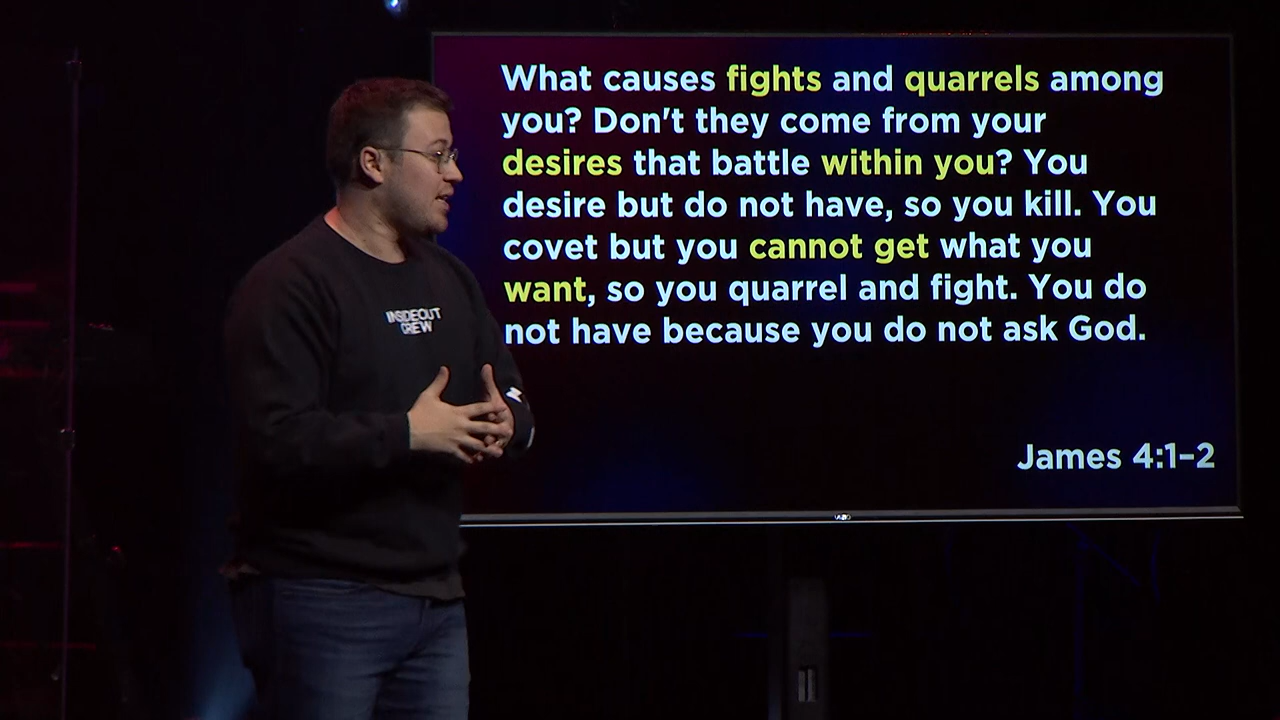 What causes fights and quarrels among
you? Don't they come from your
desires that battle within you? You
desire but do not have, so you kill. You
covet but you cannot get what you
want, so you quarrel and fight. You do
not have because you do not ask God.
James 4:1–2
INSIDEOUT
CREW